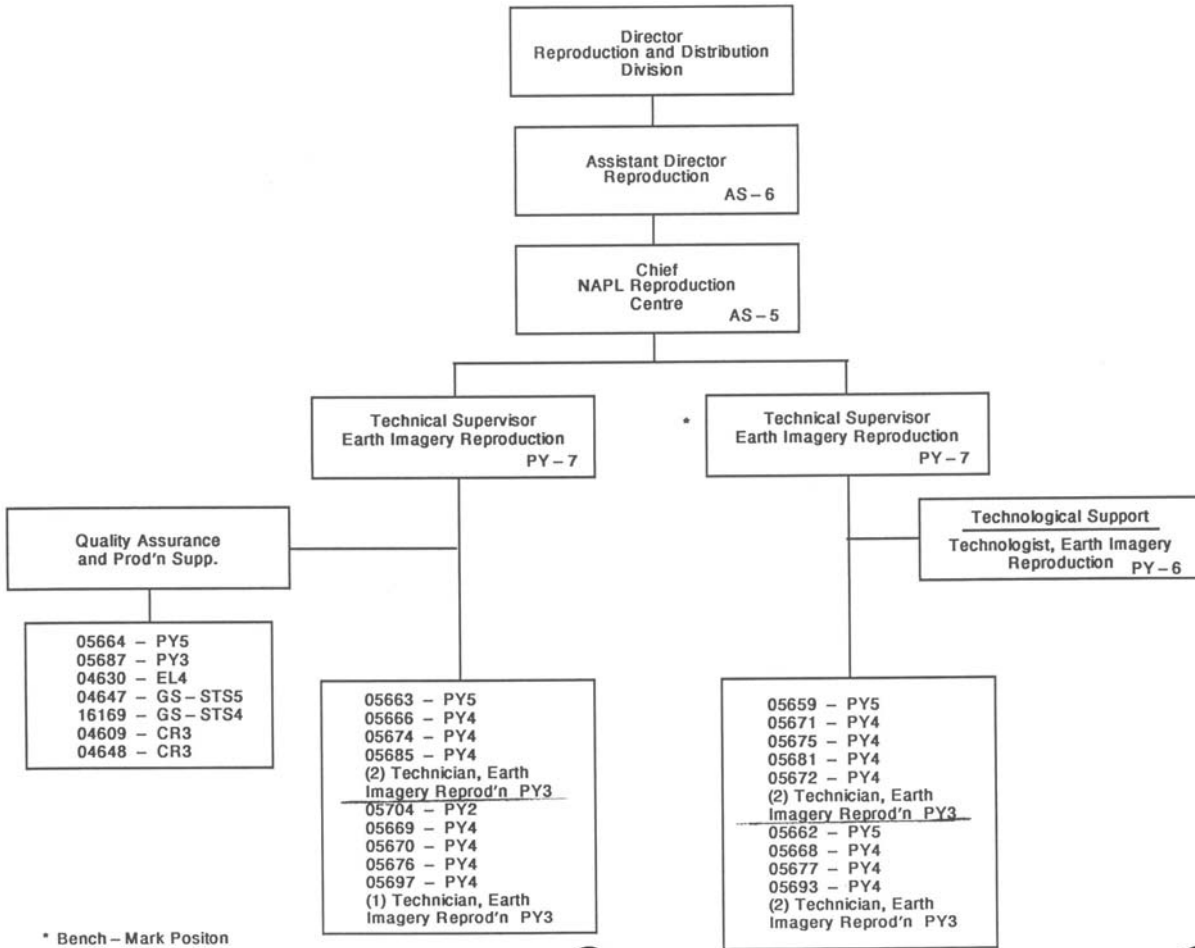 Director
Reproduction and Distribution
Division
Assistant Director
Reproduction
AS – 6
Chief
NAPL Reproduction
Centre
AS – 5
Technical Supervisor
Earth Imagery Reproduction
PY – 7
*
Technical Supervisor
Earth Imagery Reproduction
PY – 7
Quality Assurance
and Prod'n Supp.
Technological Support
Technologist, Earth Imagery
Reproduction PY – 6
05664 – PY5
05687 – PY3
04630 – EL4
04647 – GS – STS5
16169 – GS – STS4
04609 – CR3
04648 – CR3
05663 – PY5
05666 – PY4
05674 – PY4
05685 – PY4
(2) Technician, Earth
Imagery Reprod'n PY3
05704 – PY2
05669 – PY4
05670 – PY4
05676 – PY4
05697 – PY4
(1) Technician, Earth
Imagery Reprod'n PY3
05659 – PY5
05671 – PY4
05675 – PY4
05681 – PY4
05672 – PY4
(2) Technician, Earth
Imagery Reprod'n PY3
05662 – PY5
05668 – PY4
05677 – PY4
05693 – PY4
(2) Technician, Earth
Imagery Reprod'n PY3
* Bench – Mark Positon